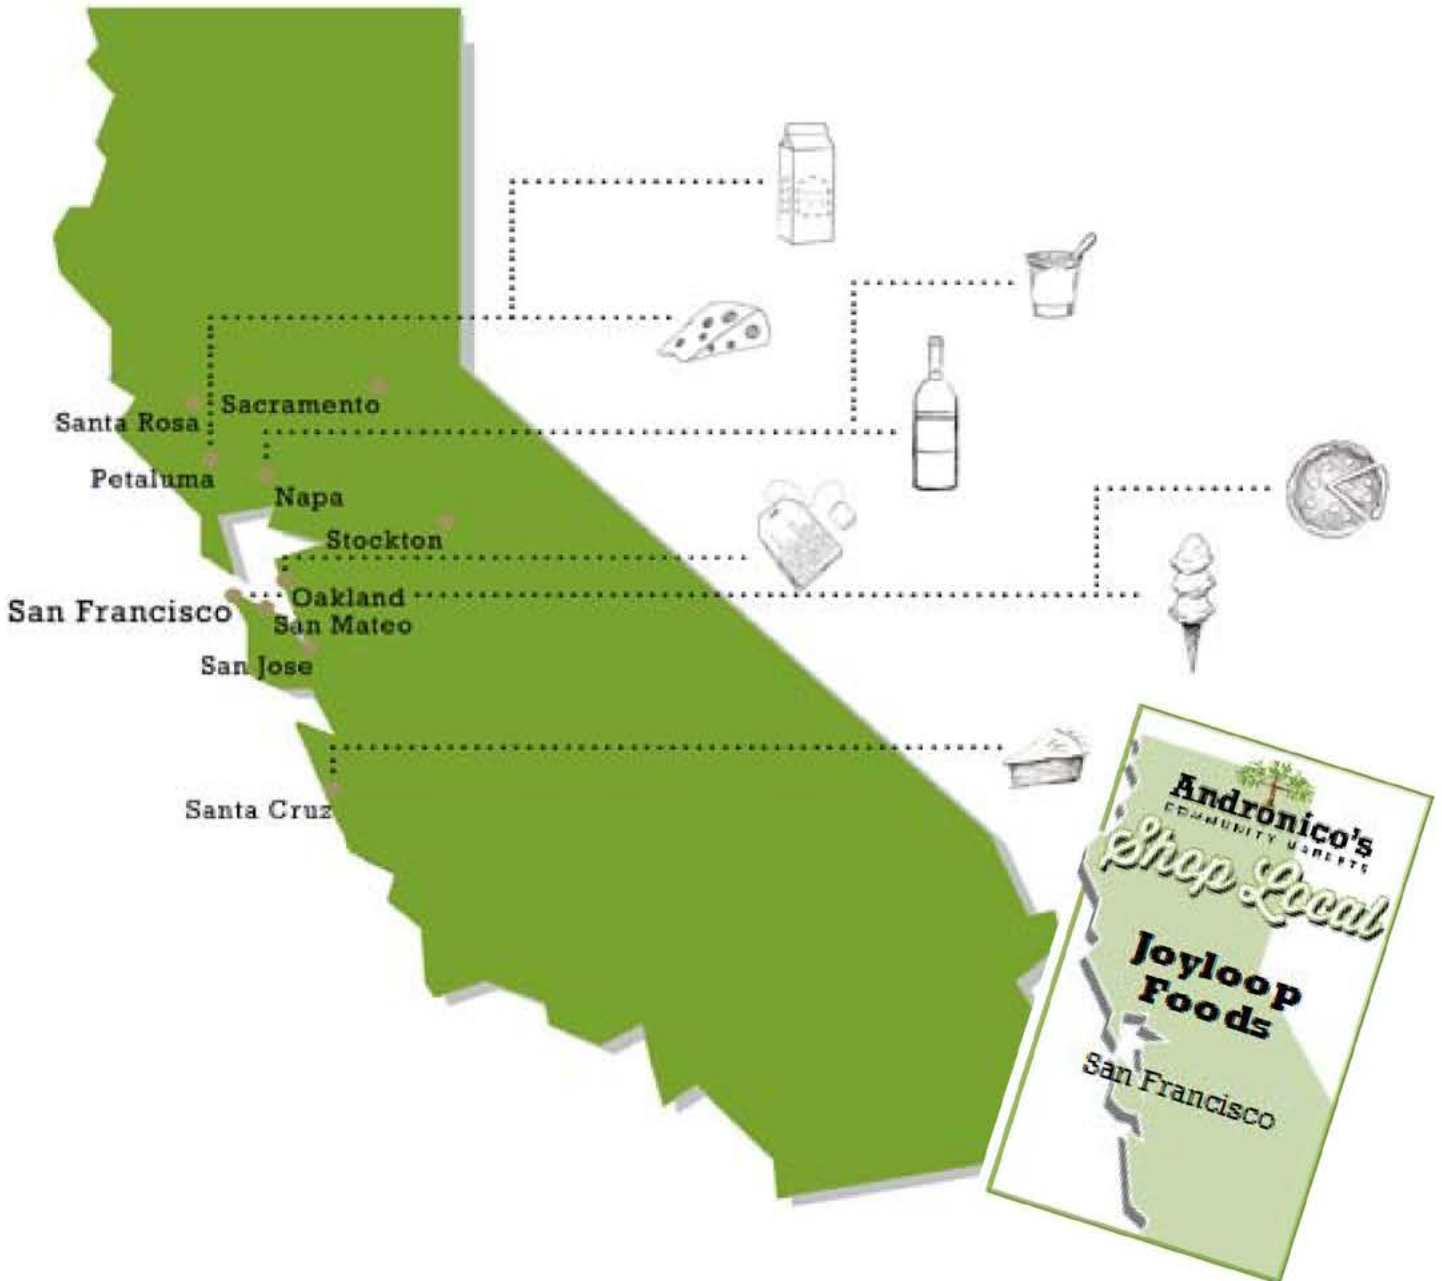 Sacramento
Santa Rosa
Petaluma
Napa
Stockton
Oakland
San Francisco
San Mateo
San Jose
Santa Cruz
Andronico's
COMMUNITY MARKETS
Shop Local
Joyloop
Foods
San Francisco